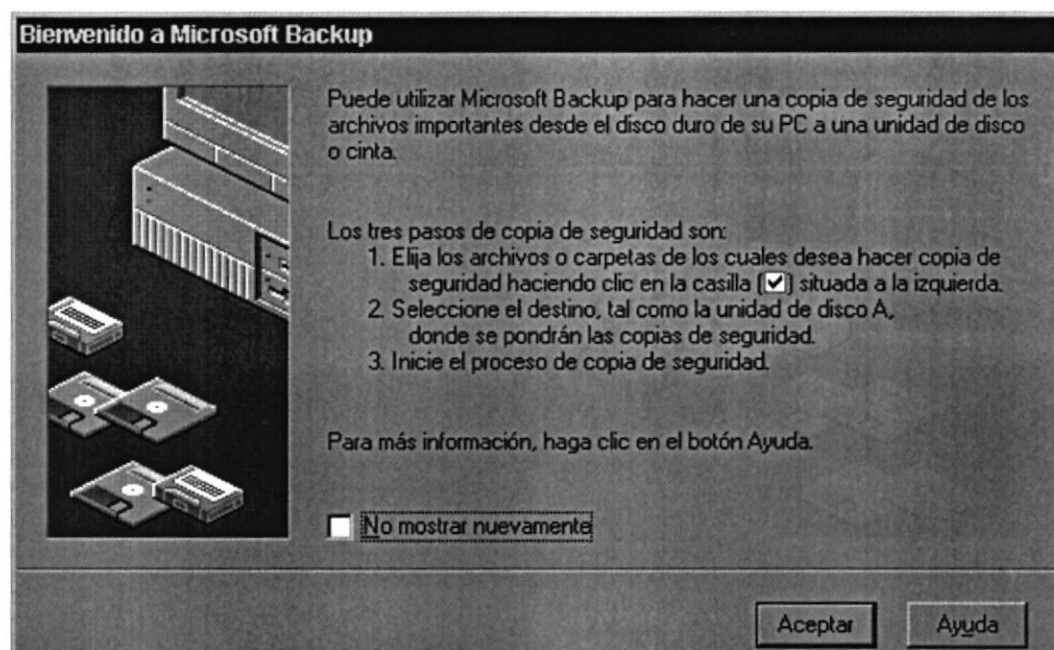 Bienvenido a Microsoft Backup
Puede utilizar Microsoft Backup para hacer una copia de seguridad de los
archivos importantes desde el disco duro de su PC a una unidad de disco
o cinta.
Los tres pasos de copia de seguridad son:
1. Elija los archivos o carpetas de los cuales desea hacer copia de
seguridad haciendo clic en la casilla (☑) situada a la izquierda.
2. Seleccione el destino, tal como la unidad de disco A,
donde se pondrán las copias de seguridad.
3. Inicie el proceso de copia de seguridad.
Para más información, haga clic en el botón Ayuda.
No mostrar nuevamente
Aceptar
Ayuda